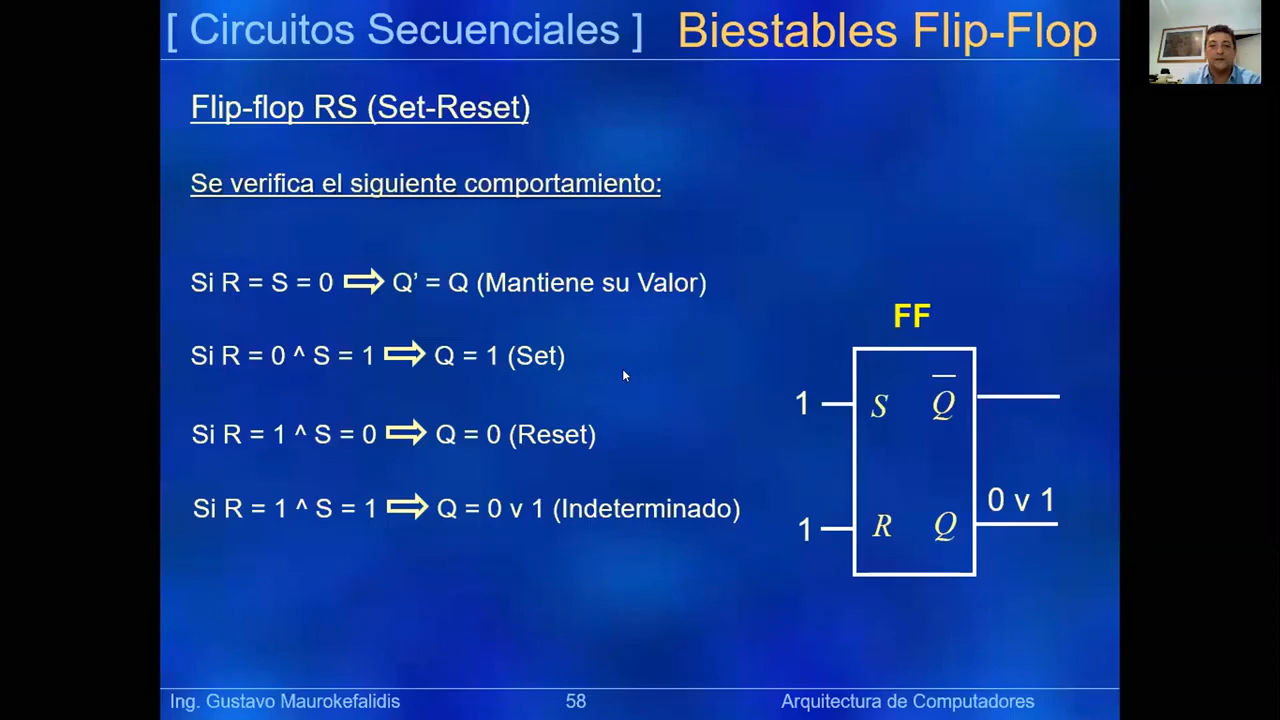 [ Circuitos Secuenciales ] Biestables Flip-Flop
Flip-flop RS (Set-Reset)
Se verifica el siguiente comportamiento:
Si R = S = 0 ⇨ Q’ = Q (Mantiene su Valor)
Si R = 0 ^ S = 1 ⇨ Q = 1 (Set)
Si R = 1 ^ S = 0 ⇨ Q = 0 (Reset)
Si R = 1 ^ S = 1 ⇨ Q = 0 v 1 (Indeterminado)
FF
1 S Q̅
1 R Q 0 v 1
Ing. Gustavo Maurokefalidis 58 Arquitectura de Computadores